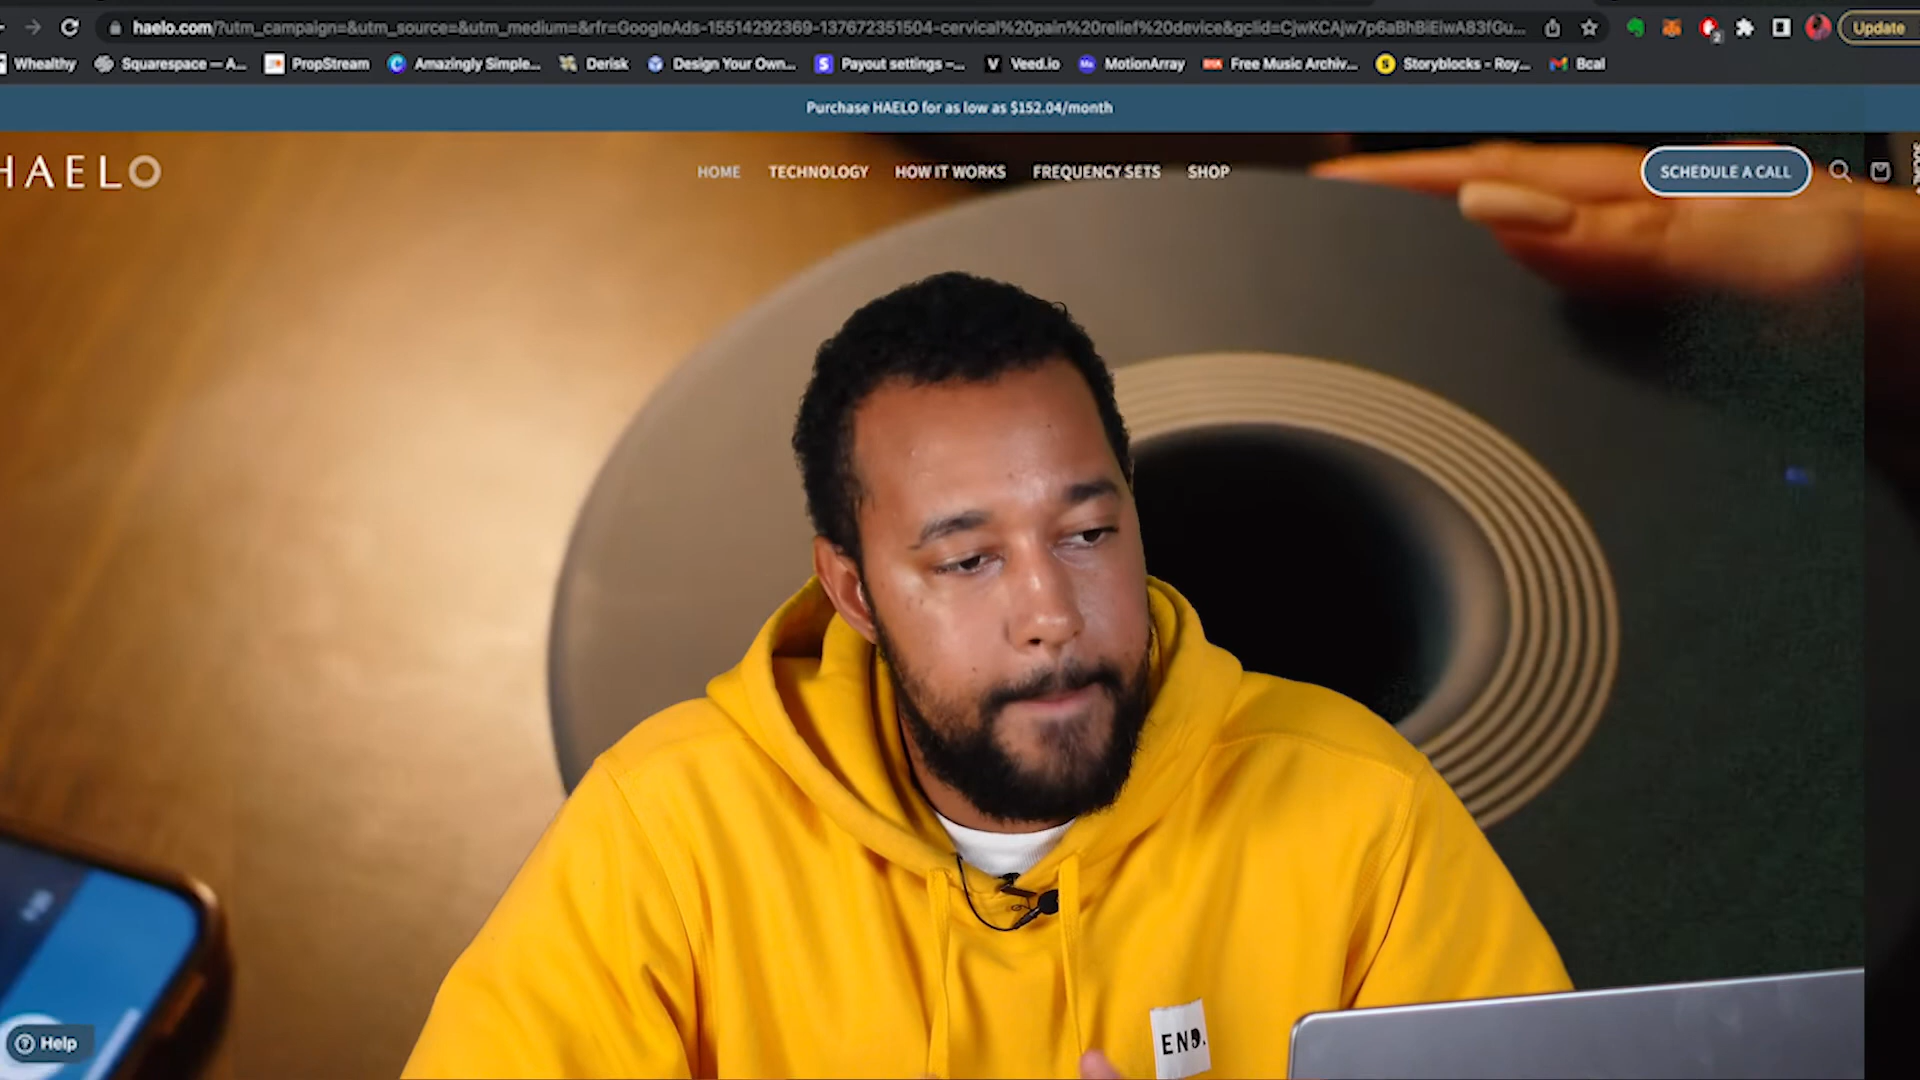 haelo.com/?utm_campaign=&utm_source=&utm_medium=&rfr=GoogleAds-15514292369-137672351504-cervical%20pain%20relief%20device&gclid=CjwKCAjw7p6aBhBiEiwA83fGu... Update
Whealthy Squarespace — A... PropStream Amazingly Simple... Derisk Design Your Own... Payout settings –... Veed.io MotionArray Free Music Archiv... Storyblocks - Roy... Bcal
Purchase HAELO for as low as $152.04/month
HAELO HOME TECHNOLOGY HOW IT WORKS FREQUENCY SETS SHOP SCHEDULE A CALL
END.
Help